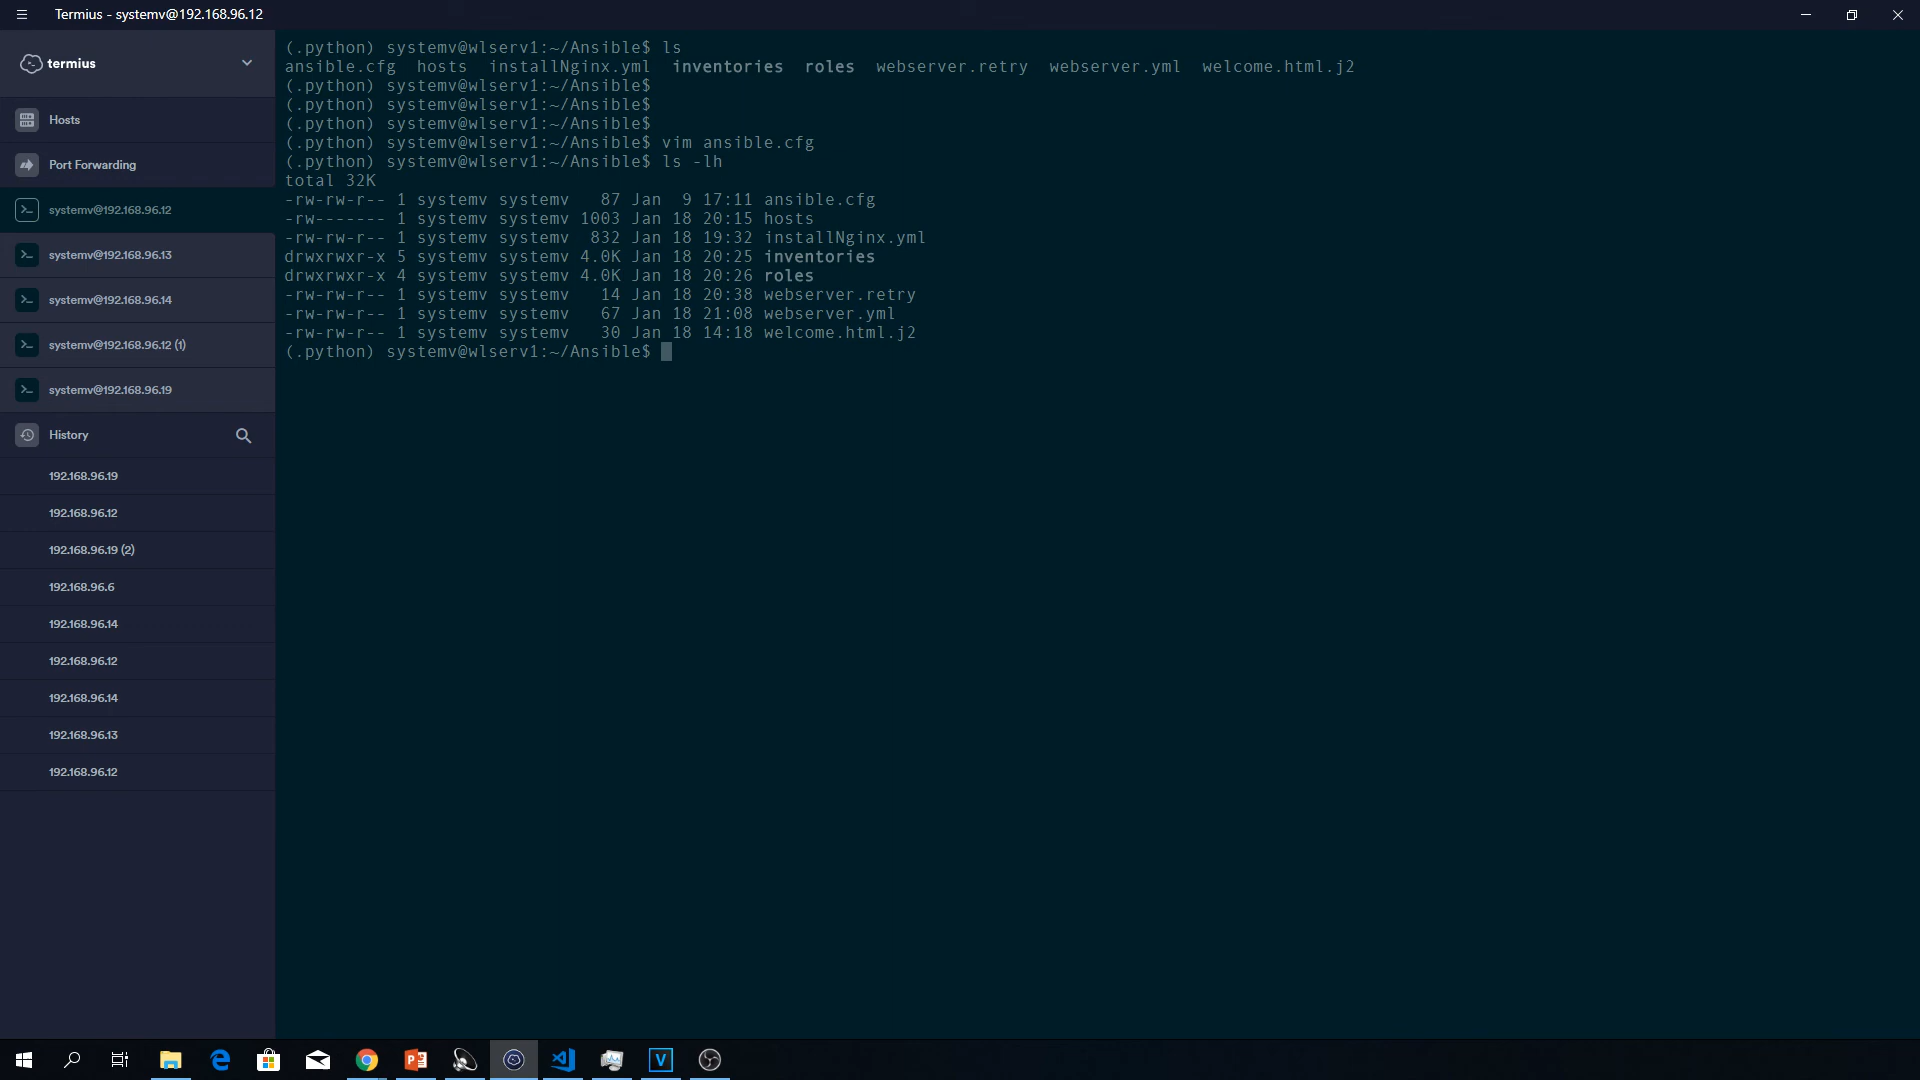 Termius - systemv@192.168.96.12
termius
Hosts
Port Forwarding
systemv@192.168.96.12
systemv@192.168.96.13
systemv@192.168.96.14
systemv@192.168.96.12 (1)
systemv@192.168.96.19
History
192.168.96.19
192.168.96.12
192.168.96.19 (2)
192.168.96.6
192.168.96.14
192.168.96.12
192.168.96.14
192.168.96.13
192.168.96.12
(.python) systemv@wlserv1:~/Ansible$ ls
ansible.cfg  hosts  installNginx.yml  inventories  roles  webserver.retry  webserver.yml  welcome.html.j2
(.python) systemv@wlserv1:~/Ansible$
(.python) systemv@wlserv1:~/Ansible$
(.python) systemv@wlserv1:~/Ansible$
(.python) systemv@wlserv1:~/Ansible$ vim ansible.cfg
(.python) systemv@wlserv1:~/Ansible$ ls -lh
total 32K
-rw-rw-r-- 1 systemv systemv   87 Jan  9 17:11 ansible.cfg
-rw------- 1 systemv systemv 1003 Jan 18 20:15 hosts
-rw-rw-r-- 1 systemv systemv  832 Jan 18 19:32 installNginx.yml
drwxrwxr-x 5 systemv systemv 4.0K Jan 18 20:25 inventories
drwxrwxr-x 4 systemv systemv 4.0K Jan 18 20:26 roles
-rw-rw-r-- 1 systemv systemv   14 Jan 18 20:38 webserver.retry
-rw-rw-r-- 1 systemv systemv   67 Jan 18 21:08 webserver.yml
-rw-rw-r-- 1 systemv systemv   30 Jan 18 14:18 welcome.html.j2
(.python) systemv@wlserv1:~/Ansible$